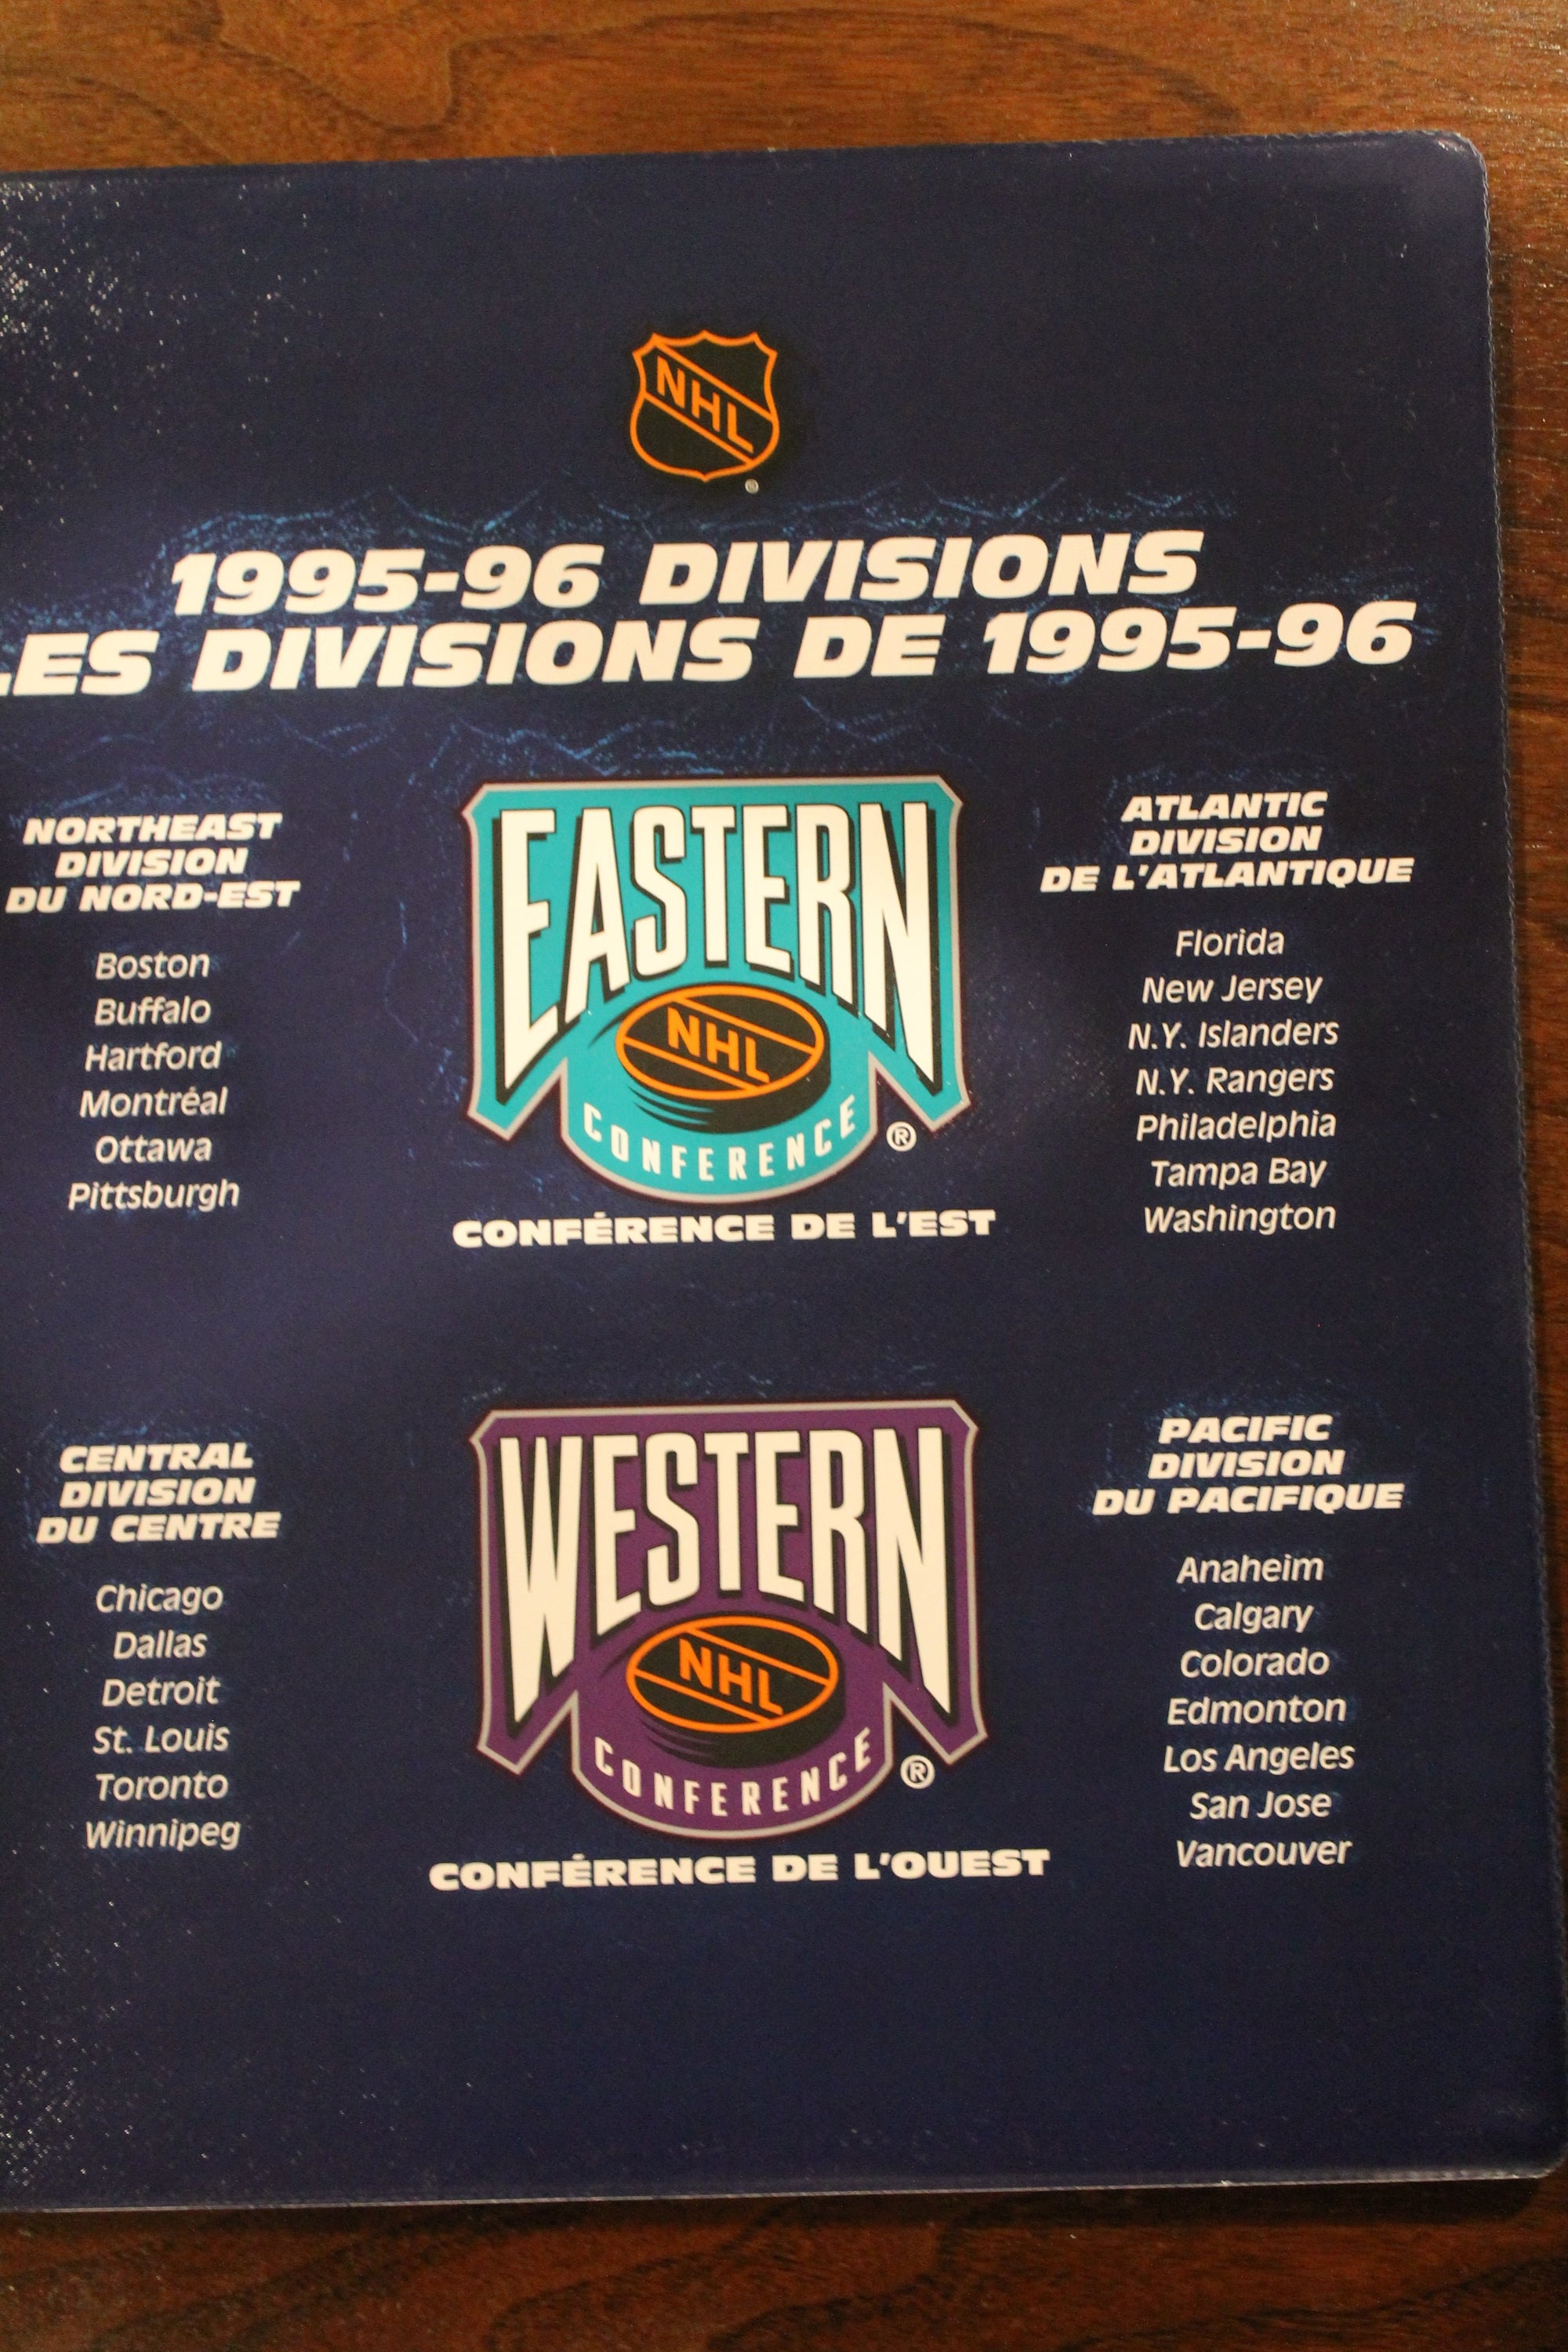 NHL
®
1995-96 DIVISIONS
LES DIVISIONS DE 1995-96
NORTHEAST
DIVISION
DU NORD-EST
Boston
Buffalo
Hartford
Montréal
Ottawa
Pittsburgh
EASTERN
NHL
CONFERENCE
®
CONFÉRENCE DE L'EST
ATLANTIC
DIVISION
DE L'ATLANTIQUE
Florida
New Jersey
N.Y. Islanders
N.Y. Rangers
Philadelphia
Tampa Bay
Washington
CENTRAL
DIVISION
DU CENTRE
Chicago
Dallas
Detroit
St. Louis
Toronto
Winnipeg
WESTERN
NHL
CONFERENCE
®
CONFÉRENCE DE L'OUEST
PACIFIC
DIVISION
DU PACIFIQUE
Anaheim
Calgary
Colorado
Edmonton
Los Angeles
San Jose
Vancouver